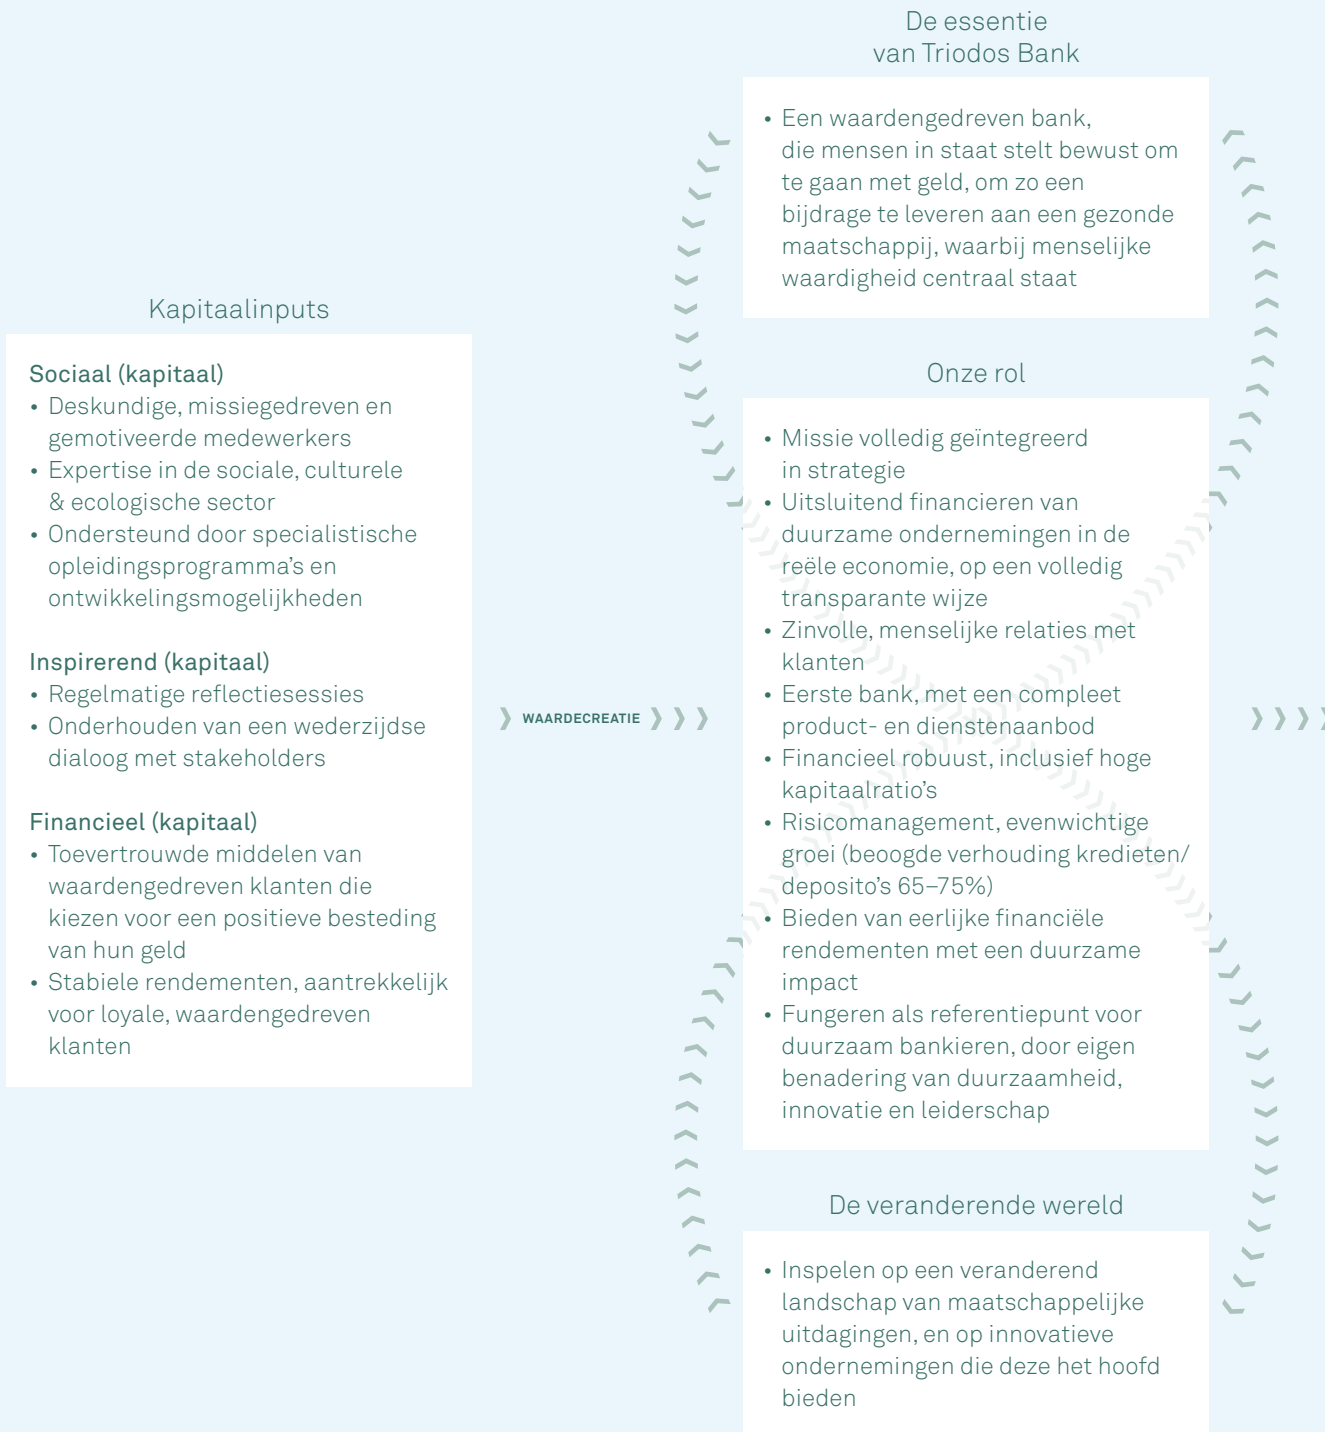 Kapitaalinputs
Sociaal (kapitaal)
• Deskundige, missiegedreven en
gemotiveerde medewerkers
• Expertise in de sociale, culturele
& ecologische sector
• Ondersteund door specialistische
opleidingsprogramma’s en
ontwikkelingsmogelijkheden
Inspirerend (kapitaal)
• Regelmatige reflectiesessies
• Onderhouden van een wederzijdse
dialoog met stakeholders
Financieel (kapitaal)
• Toevertrouwde middelen van
waardengedreven klanten die
kiezen voor een positieve besteding
van hun geld
• Stabiele rendementen, aantrekkelijk
voor loyale, waardengedreven
klanten
WAARDECREATIE
De essentie
van Triodos Bank
• Een waardengedreven bank,
die mensen in staat stelt bewust om
te gaan met geld, om zo een
bijdrage te leveren aan een gezonde
maatschappij, waarbij menselijke
waardigheid centraal staat
Onze rol
• Missie volledig geïntegreerd
in strategie
• Uitsluitend financieren van
duurzame ondernemingen in de
reële economie, op een volledig
transparante wijze
• Zinvolle, menselijke relaties met
klanten
• Eerste bank, met een compleet
product- en dienstenaanbod
• Financieel robuust, inclusief hoge
kapitaalratio’s
• Risicomanagement, evenwichtige
groei (beoogde verhouding kredieten/
deposito’s 65–75%)
• Bieden van eerlijke financiële
rendementen met een duurzame
impact
• Fungeren als referentiepunt voor
duurzaam bankieren, door eigen
benadering van duurzaamheid,
innovatie en leiderschap
De veranderende wereld
• Inspelen op een veranderend
landschap van maatschappelijke
uitdagingen, en op innovatieve
ondernemingen die deze het hoofd
bieden